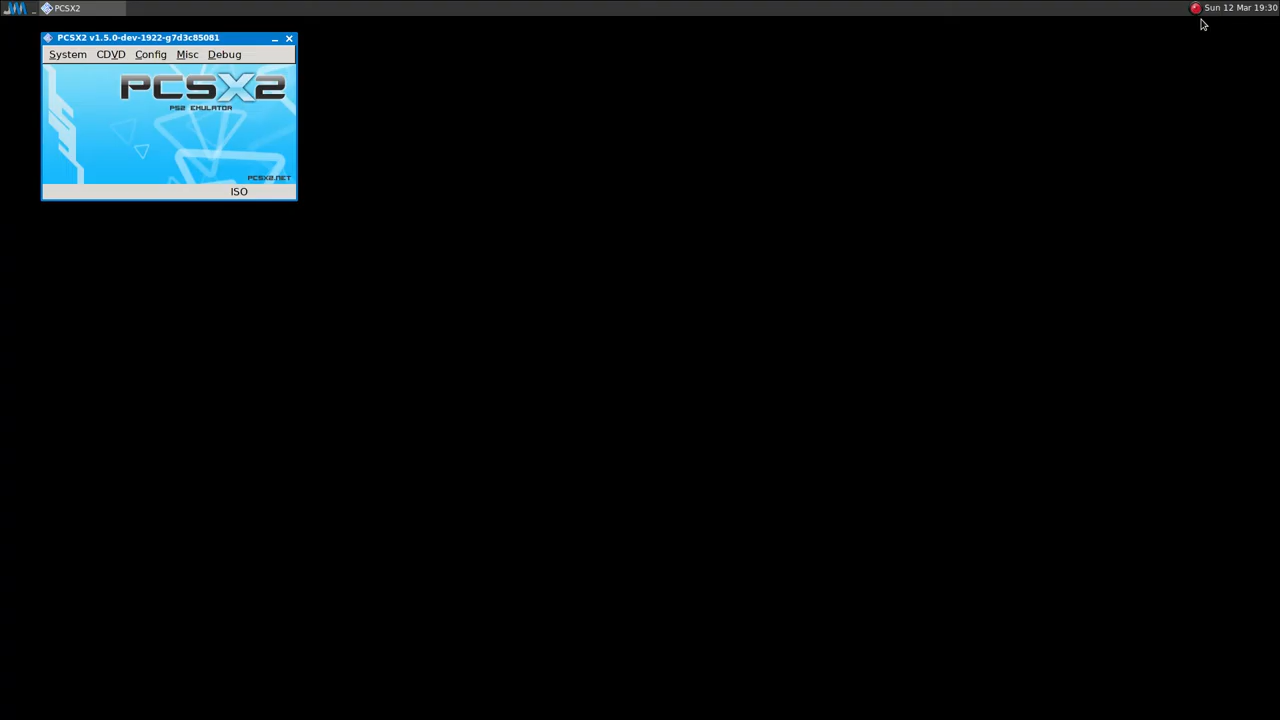 PCSX2
Sun 12 Mar 19:30
PCSX2 v1.5.0-dev-1922-g7d3c85081
System CDVD Config Misc Debug
PCSX2
PS2 EMULATOR
PCSX2.NET
ISO